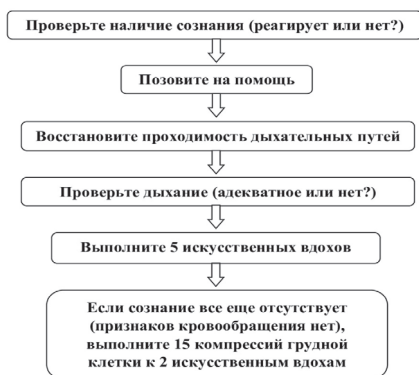 Проверьте наличие сознания (реагирует или нет?)
Позовите на помощь
Восстановите проходимость дыхательных путей
Проверьте дыхание (адекватное или нет?)
Выполните 5 искусственных вдохов
Если сознание все еще отсутствует
(признаков кровообращения нет),
выполните 15 компрессий грудной
клетки к 2 искусственным вдохам